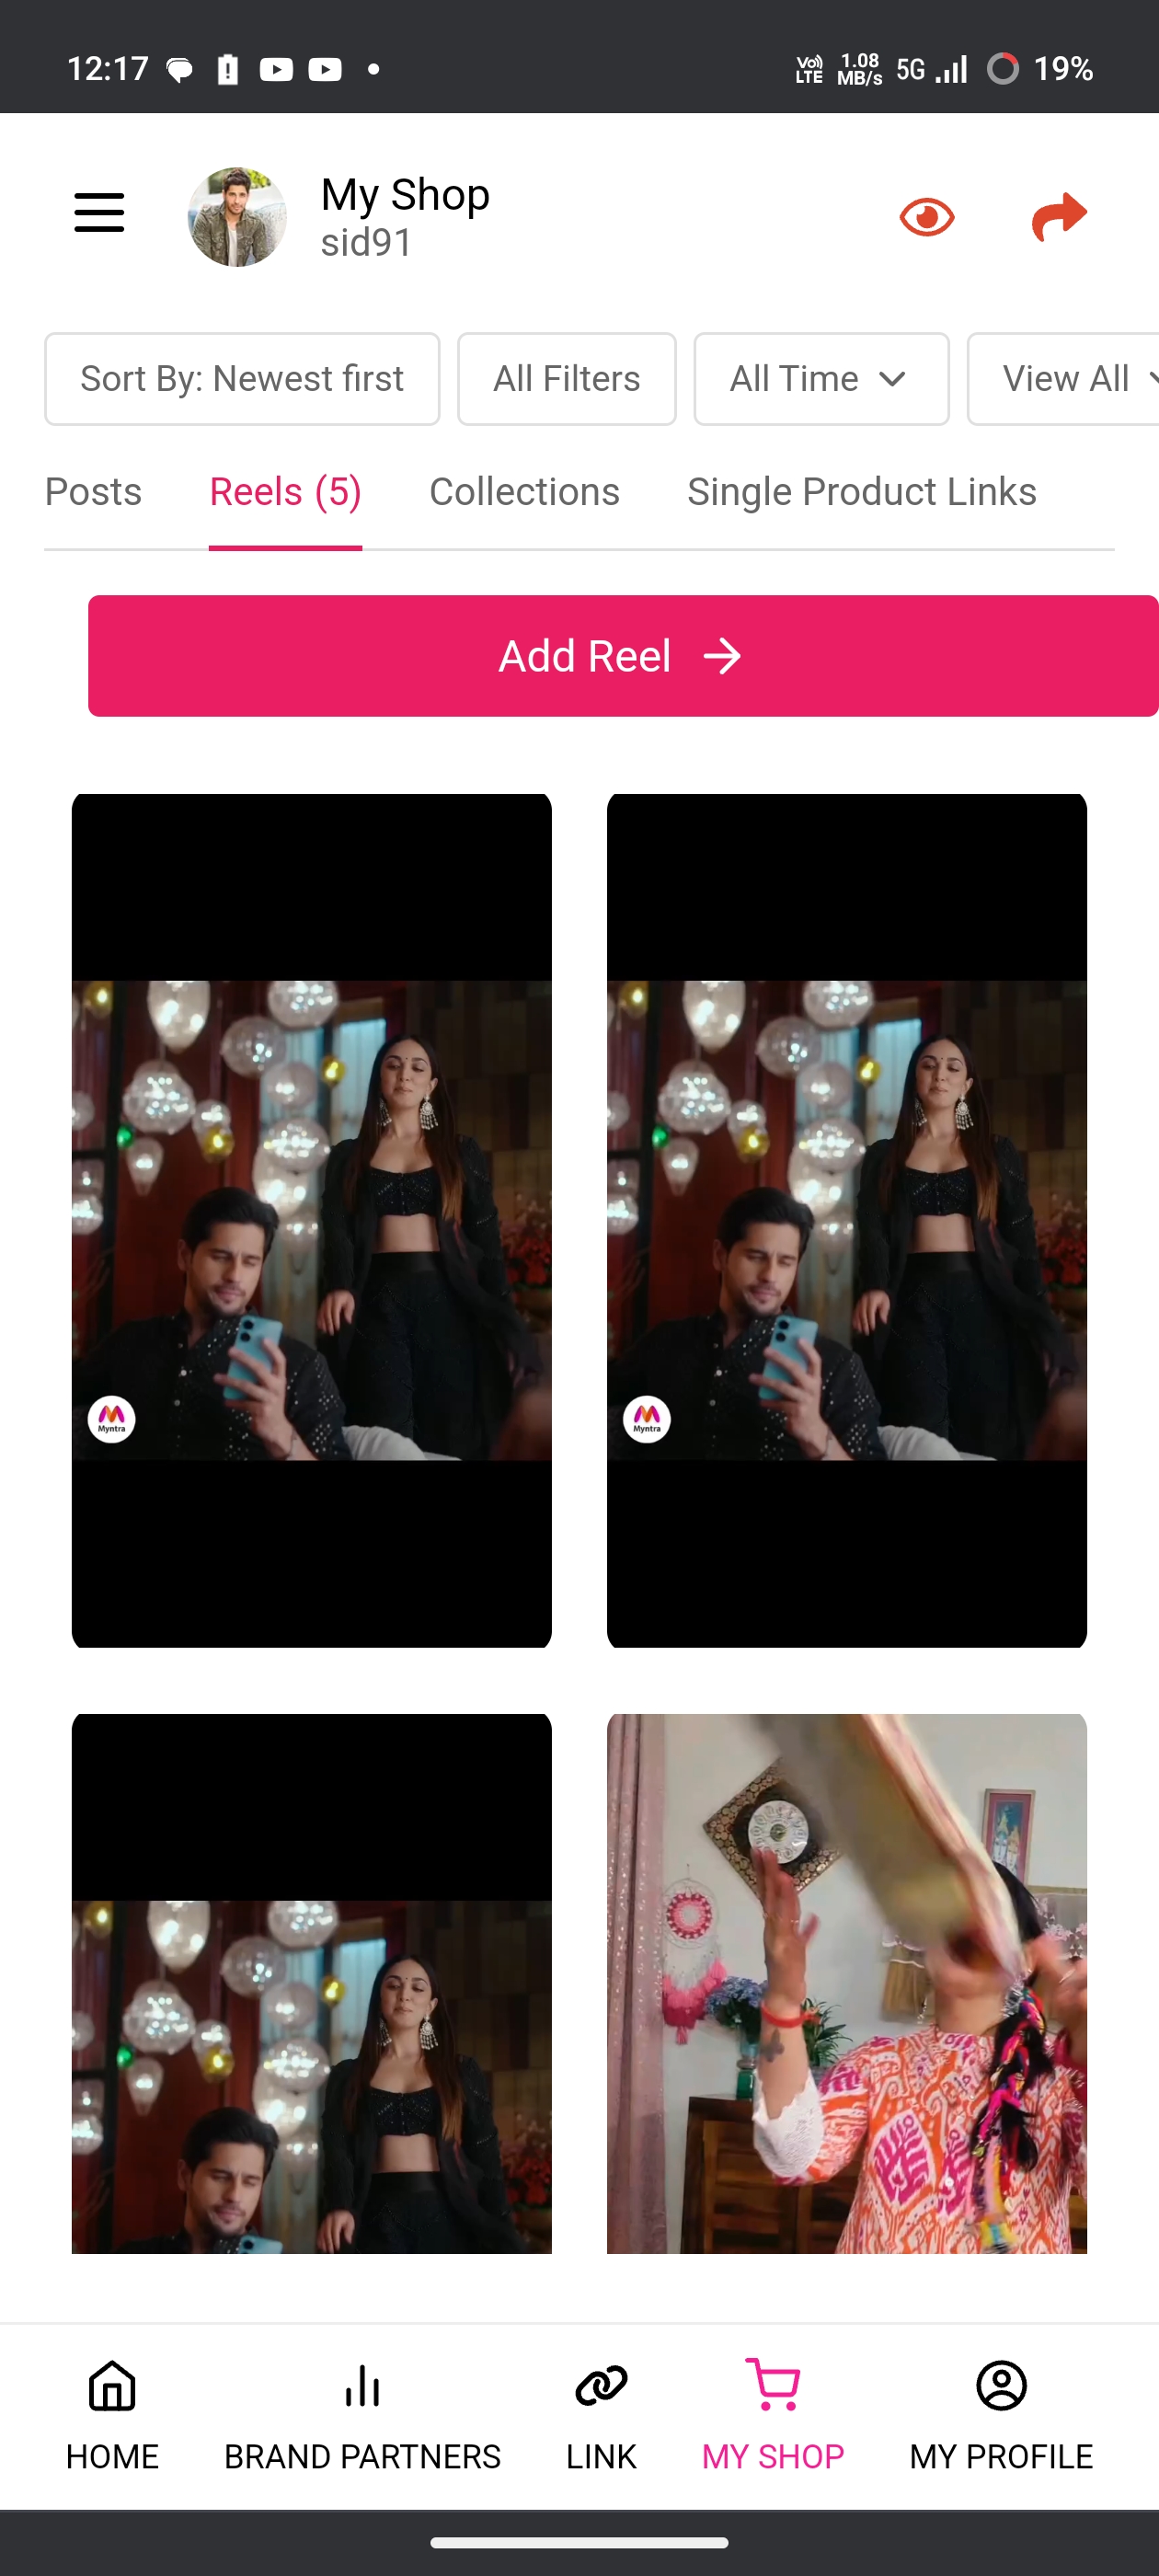 12:17
Vo) LTE 1.08 MB/s 5G 19%
My Shop
sid91
Sort By: Newest first
All Filters
All Time
View All
Posts
Reels (5)
Collections
Single Product Links
Add Reel
Myntra
Myntra
HOME
BRAND PARTNERS
LINK
MY SHOP
MY PROFILE